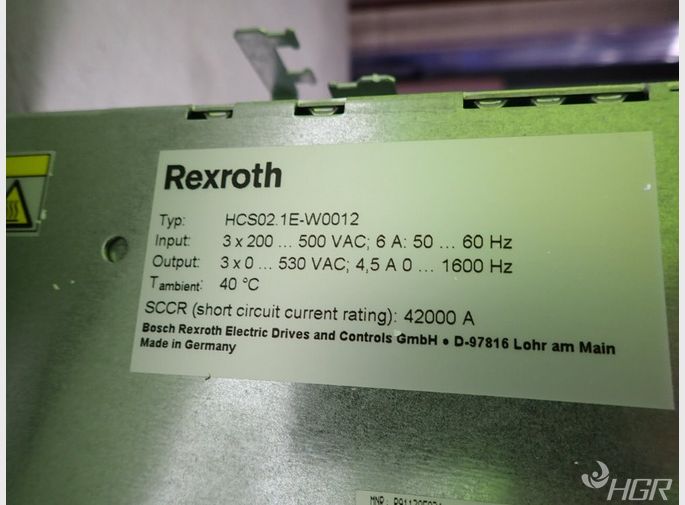 Rexroth
Typ: HCS02.1E-W0012
Input: 3 x 200 ... 500 VAC; 6 A: 50 ... 60 Hz
Output: 3 x 0 ... 530 VAC; 4,5 A 0 ... 1600 Hz
Tambient: 40 °C
SCCR (short circuit current rating): 42000 A
Bosch Rexroth Electric Drives and Controls GmbH ● D-97816 Lohr am Main
Made in Germany
HGR
MNR: